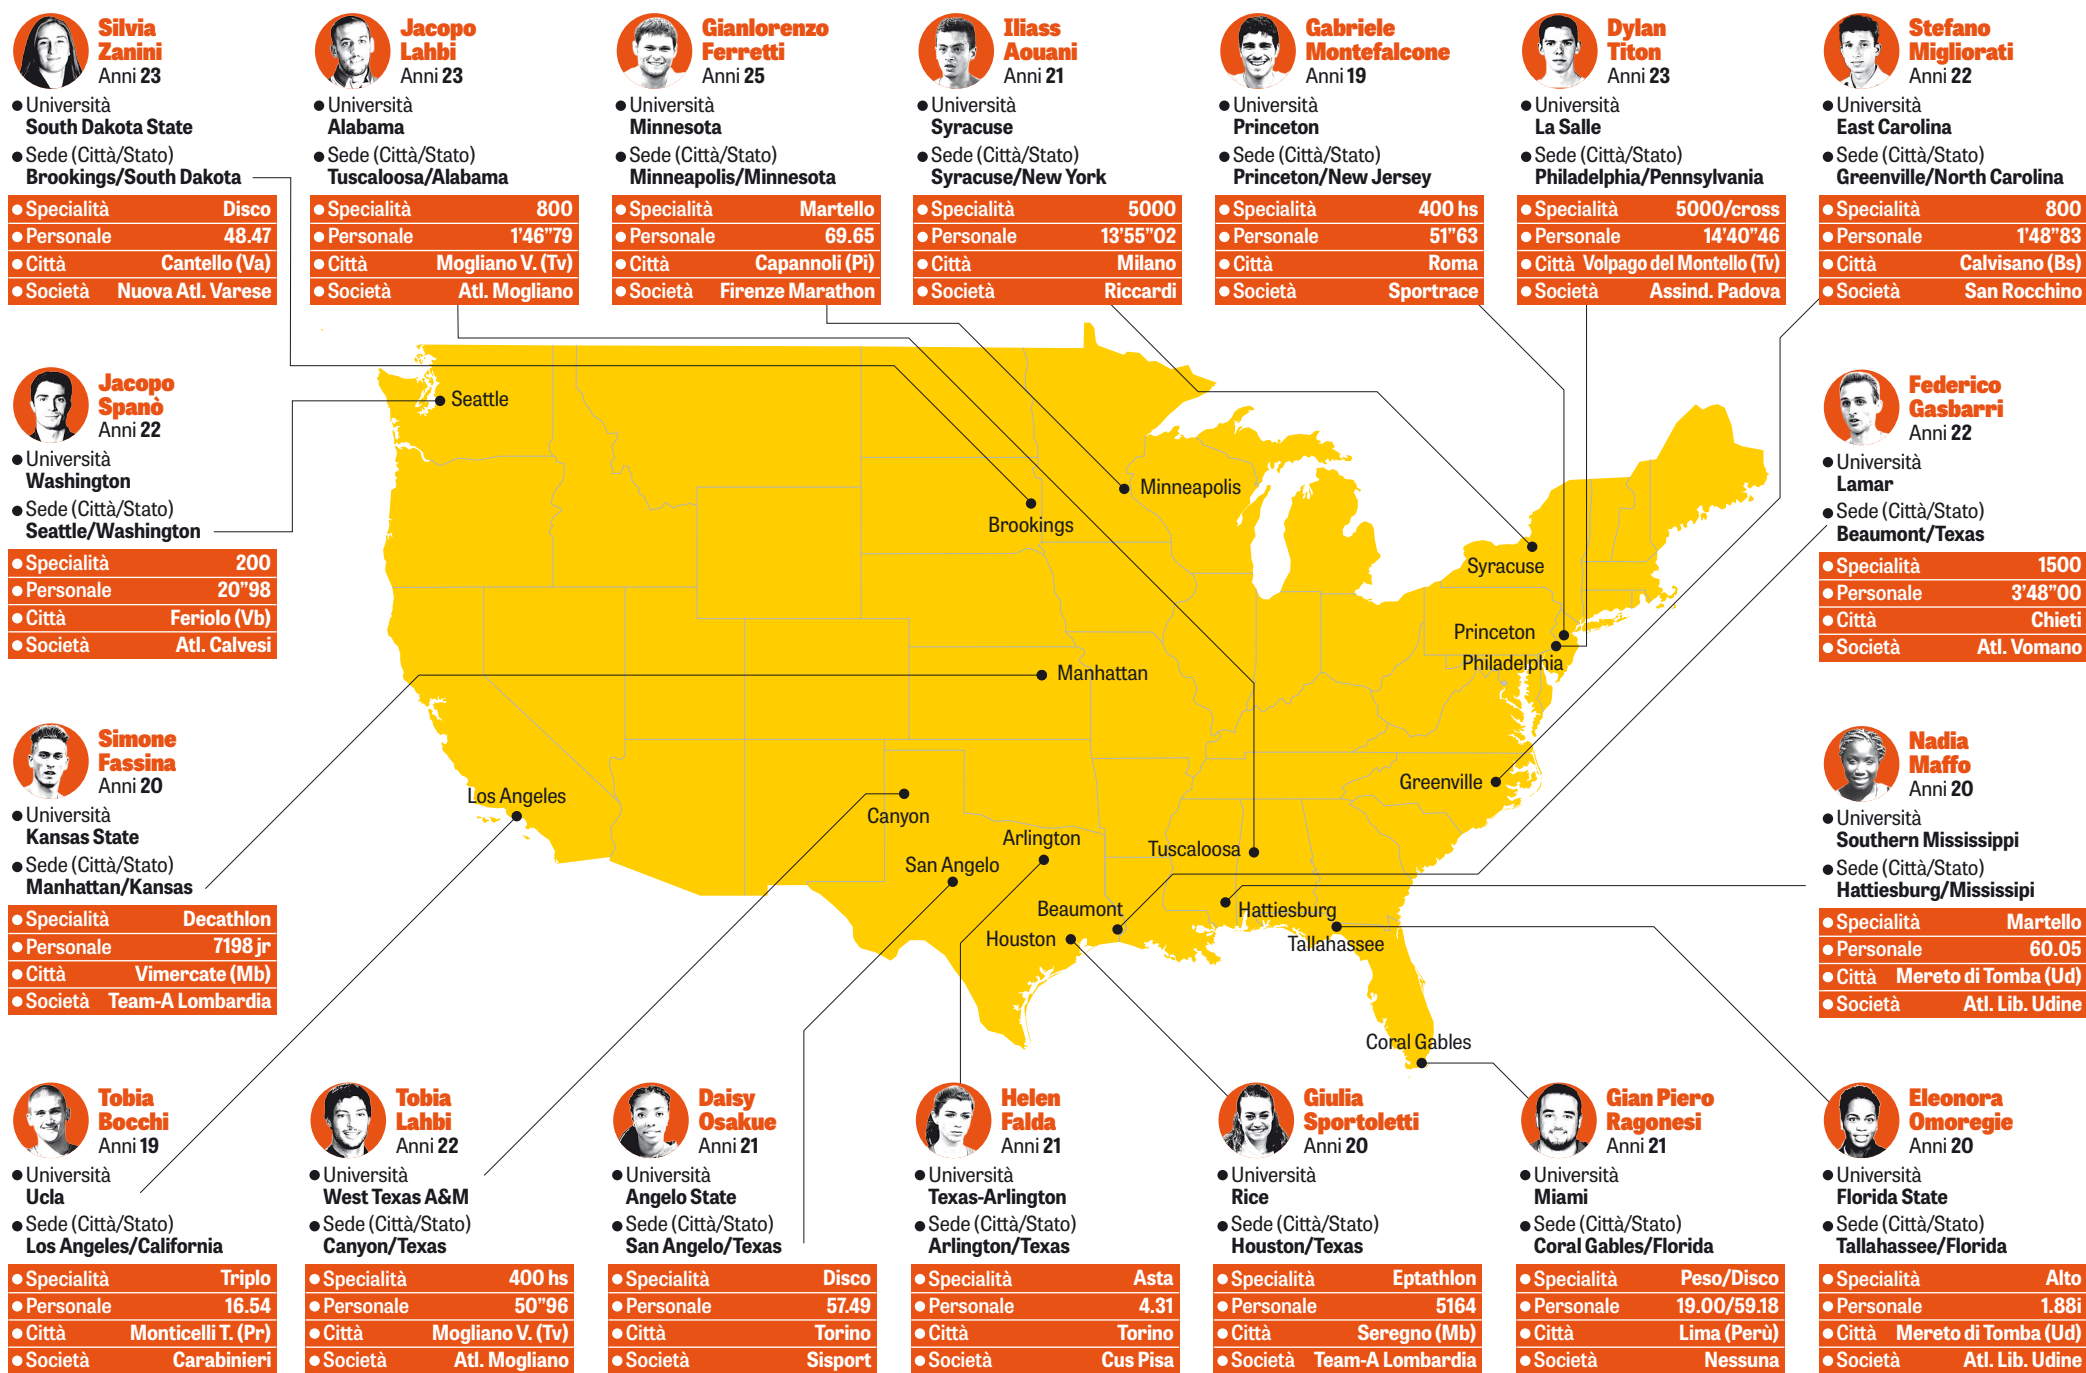 Silvia
Zanini
Anni 23
Università
South Dakota State
Sede (Città/Stato)
Brookings/South Dakota
Specialità Disco
Personale 48.47
Città Cantello (Va)
Società Nuova Atl. Varese
Jacopo
Lahbi
Anni 23
Università
Alabama
Sede (Città/Stato)
Tuscaloosa/Alabama
Specialità 800
Personale 1'46"79
Città Mogliano V. (Tv)
Società Atl. Mogliano
Gianlorenzo
Ferretti
Anni 25
Università
Minnesota
Sede (Città/Stato)
Minneapolis/Minnesota
Specialità Martello
Personale 69.65
Città Capannoli (Pi)
Società Firenze Marathon
Iliass
Aouani
Anni 21
Università
Syracuse
Sede (Città/Stato)
Syracuse/New York
Specialità 5000
Personale 13'55"02
Città Milano
Società Riccardi
Gabriele
Montefalcone
Anni 19
Università
Princeton
Sede (Città/Stato)
Princeton/New Jersey
Specialità 400 hs
Personale 51"63
Città Roma
Società Sportrace
Dylan
Titon
Anni 23
Università
La Salle
Sede (Città/Stato)
Philadelphia/Pennsylvania
Specialità 5000/cross
Personale 14'40"46
Città Volpago del Montello (Tv)
Società Assind. Padova
Stefano
Migliorati
Anni 22
Università
East Carolina
Sede (Città/Stato)
Greenville/North Carolina
Specialità 800
Personale 1'48"83
Città Calvisano (Bs)
Società San Rocchino
Jacopo
Spanò
Anni 22
Università
Washington
Sede (Città/Stato)
Seattle/Washington
Specialità 200
Personale 20"98
Città Feriolo (Vb)
Società Atl. Calvesi
Seattle
Minneapolis
Brookings
Syracuse
Princeton
Philadelphia
Manhattan
Greenville
Los Angeles
Canyon
Arlington
Tuscaloosa
San Angelo
Beaumont
Hattiesburg
Houston
Tallahassee
Coral Gables
Federico
Gasbarri
Anni 22
Università
Lamar
Sede (Città/Stato)
Beaumont/Texas
Specialità 1500
Personale 3'48"00
Città Chieti
Società Atl. Vomano
Simone
Fassina
Anni 20
Università
Kansas State
Sede (Città/Stato)
Manhattan/Kansas
Specialità Decathlon
Personale 7198 jr
Città Vimercate (Mb)
Società Team-A Lombardia
Nadia
Maffo
Anni 20
Università
Southern Mississippi
Sede (Città/Stato)
Hattiesburg/Mississipi
Specialità Martello
Personale 60.05
Città Mereto di Tomba (Ud)
Società Atl. Lib. Udine
Tobia
Bocchi
Anni 19
Università
Ucla
Sede (Città/Stato)
Los Angeles/California
Specialità Triplo
Personale 16.54
Città Monticelli T. (Pr)
Società Carabinieri
Tobia
Lahbi
Anni 22
Università
West Texas A&M
Sede (Città/Stato)
Canyon/Texas
Specialità 400 hs
Personale 50"96
Città Mogliano V. (Tv)
Società Atl. Mogliano
Daisy
Osakue
Anni 21
Università
Angelo State
Sede (Città/Stato)
San Angelo/Texas
Specialità Disco
Personale 57.49
Città Torino
Società Sisport
Helen
Falda
Anni 21
Università
Texas-Arlington
Sede (Città/Stato)
Arlington/Texas
Specialità Asta
Personale 4.31
Città Torino
Società Cus Pisa
Giulia
Sportoletti
Anni 20
Università
Rice
Sede (Città/Stato)
Houston/Texas
Specialità Eptathlon
Personale 5164
Città Seregno (Mb)
Società Team-A Lombardia
Gian Piero
Ragonesi
Anni 21
Università
Miami
Sede (Città/Stato)
Coral Gables/Florida
Specialità Peso/Disco
Personale 19.00/59.18
Città Lima (Perù)
Società Nessuna
Eleonora
Omoregie
Anni 20
Università
Florida State
Sede (Città/Stato)
Tallahassee/Florida
Specialità Alto
Personale 1.88i
Città Mereto di Tomba (Ud)
Società Atl. Lib. Udine